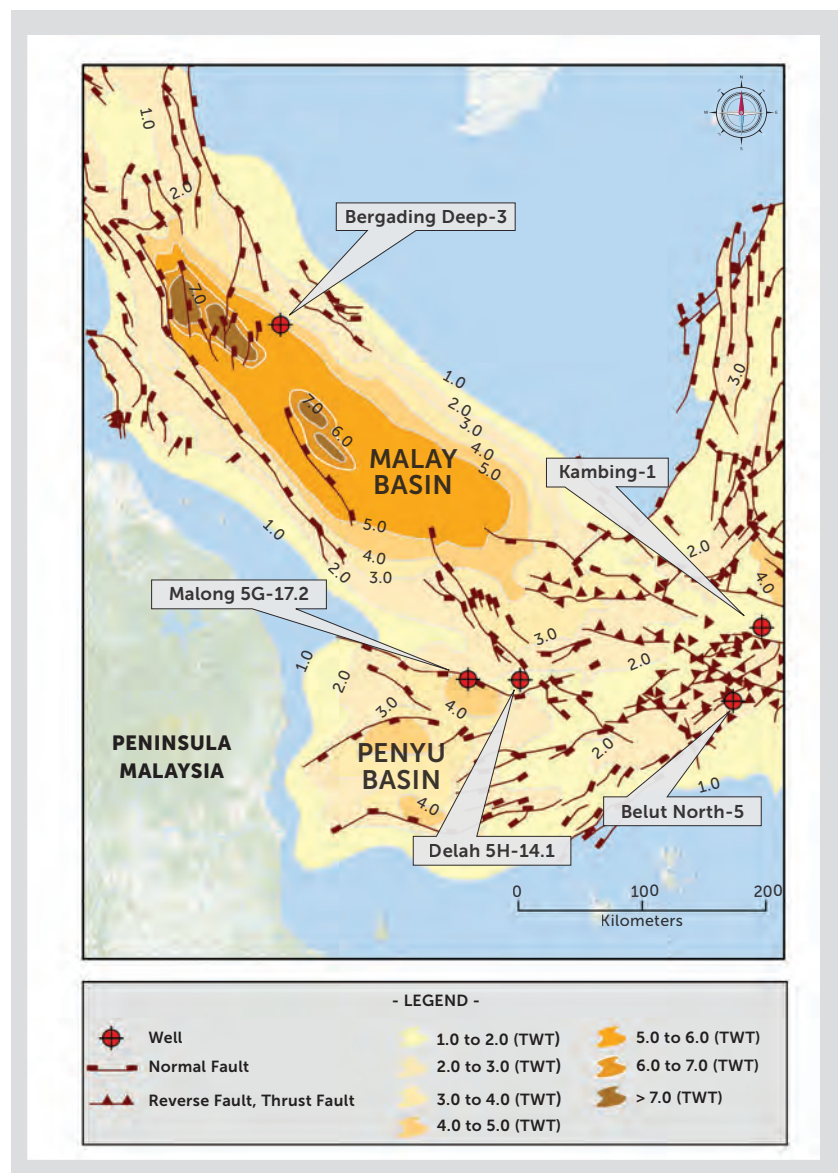 1.0
2.0
Bergading Deep-3
7.0
1.0
2.0
3.0
4.0
5.0
7.0
6.0
MALAY
BASIN
3.0
Kambing-1
5.0
4.0
3.0
1.0
2.0
2.0
4.0
Malong 5G-17.2
3.0
2.0
1.0
2.0
3.0
4.0
PENINSULA
MALAYSIA
PENYU
BASIN
2.0
1.0
4.0
Belut North-5
Delah 5H-14.1
0 100 200
Kilometers
- LEGEND -
Well
Normal Fault
Reverse Fault, Thrust Fault
1.0 to 2.0 (TWT)
2.0 to 3.0 (TWT)
3.0 to 4.0 (TWT)
4.0 to 5.0 (TWT)
5.0 to 6.0 (TWT)
6.0 to 7.0 (TWT)
> 7.0 (TWT)